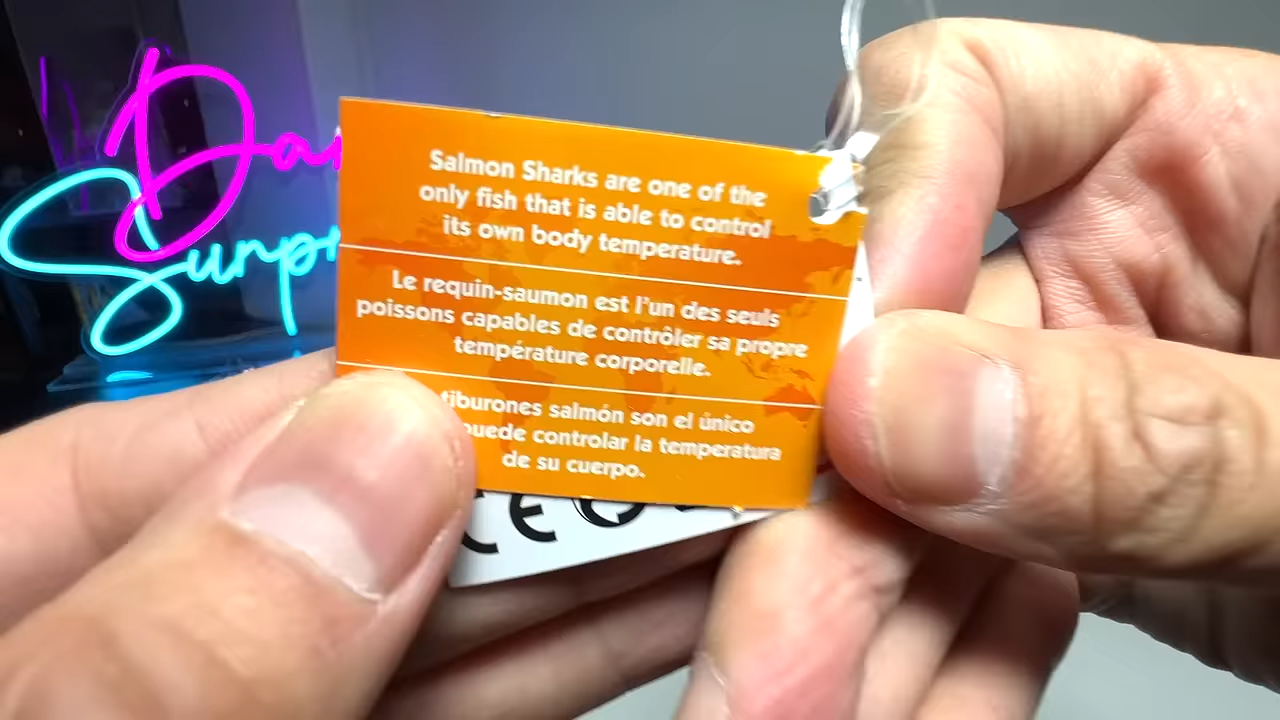 Salmon Sharks are one of the
only fish that is able to control
its own body temperature.
Le requin-saumon est l'un des seuls
poissons capables de contrôler sa propre
température corporelle.
tiburones salmón son el único
puede controlar la temperatura
de su cuerpo.
CE